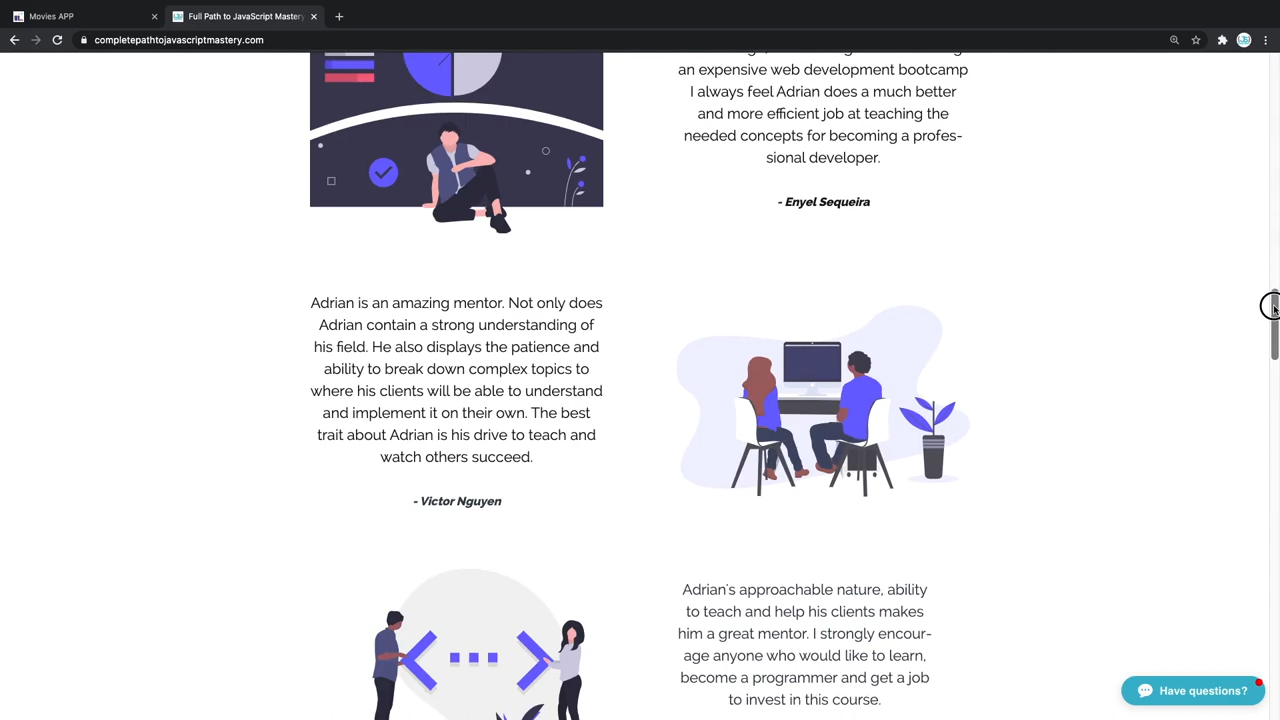 Movies APP
Full Path to JavaScript Mastery
completepathtojavascriptmastery.com
an expensive web development bootcamp
I always feel Adrian does a much better
and more efficient job at teaching the
needed concepts for becoming a profes-
sional developer.
- Enyel Sequeira
Adrian is an amazing mentor. Not only does
Adrian contain a strong understanding of
his field. He also displays the patience and
ability to break down complex topics to
where his clients will be able to understand
and implement it on their own. The best
trait about Adrian is his drive to teach and
watch others succeed.
- Victor Nguyen
Adrian's approachable nature, ability
to teach and help his clients makes
him a great mentor. I strongly encour-
age anyone who would like to learn,
become a programmer and get a job
to invest in this course.
Have questions?